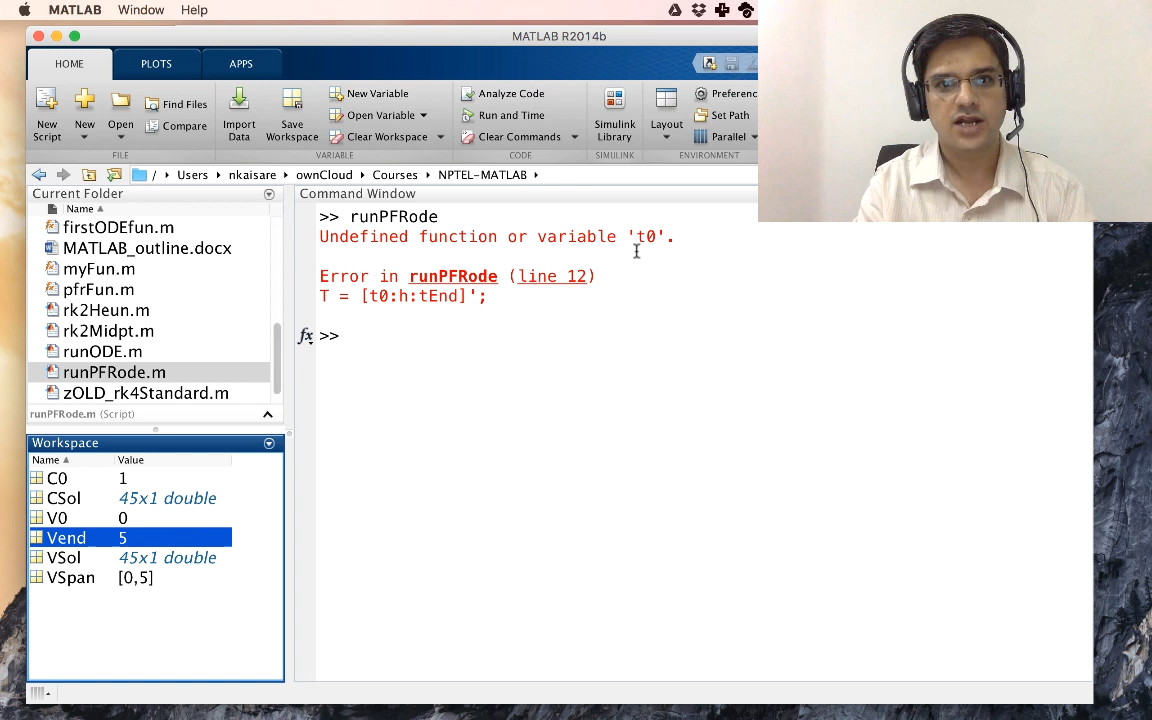 MATLAB Window Help
MATLAB R2014b
HOME PLOTS APPS
New Script
New
Open
Find Files
Compare
FILE
Import Data
Save Workspace
New Variable
Open Variable
Clear Workspace
VARIABLE
Analyze Code
Run and Time
Clear Commands
CODE
Simulink Library
SIMULINK
Layout
Preferenc
Set Path
Parallel
ENVIRONMENT
/ Users nkaisare ownCloud Courses NPTEL-MATLAB
Current Folder
Name
firstODEfun.m
MATLAB_outline.docx
myFun.m
pfrFun.m
rk2Heun.m
rk2Midpt.m
runODE.m
runPFRode.m
zOLD_rk4Standard.m
runPFRode.m (Script)
Workspace
Name Value
C0 1
CSol 45x1 double
V0 0
Vend 5
VSol 45x1 double
VSpan [0,5]
Command Window
>> runPFRode
Undefined function or variable 't0'.
Error in runPFRode (line 12)
T = [t0:h:tEnd]';
fx >>